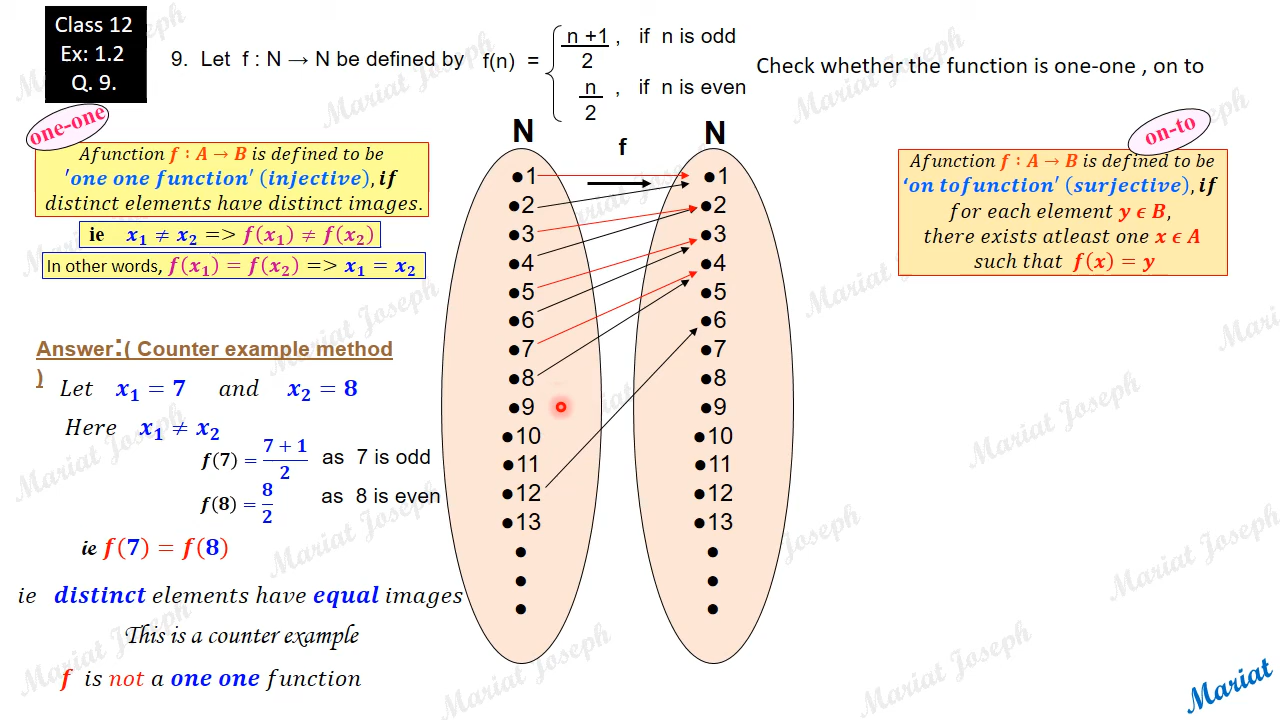 Class 12
Ex: 1.2
Q. 9.
9. Let f : N → N be defined by f(n) = { n +1 / 2 , if n is odd
n / 2 , if n is even
Check whether the function is one-one , on to
one-one
Afunction f : A → B is defined to be
'one one function' (injective), if
distinct elements have distinct images.
ie x₁ ≠ x₂ => f(x₁) ≠ f(x₂)
In other words, f(x₁) = f(x₂) => x₁ = x₂
Answer:( Counter example method
)
Let x₁ = 7 and x₂ = 8
Here x₁ ≠ x₂
f(7) = 7 + 1 / 2 as 7 is odd
f(8) = 8 / 2 as 8 is even
ie f(7) = f(8)
ie distinct elements have equal images
This is a counter example
f is not a one one function
N
f
N
●1
●2
●3
●4
●5
●6
●7
●8
●9
●10
●11
●12
●13
●
●
●
●1
●2
●3
●4
●5
●6
●7
●8
●9
●10
●11
●12
●13
●
●
●
on-to
Afunction f : A → B is defined to be
'on tofunction' (surjective), if
for each element y ϵ B,
there exists atleast one x ϵ A
such that f(x) = y
Mariat Joseph
Mariat